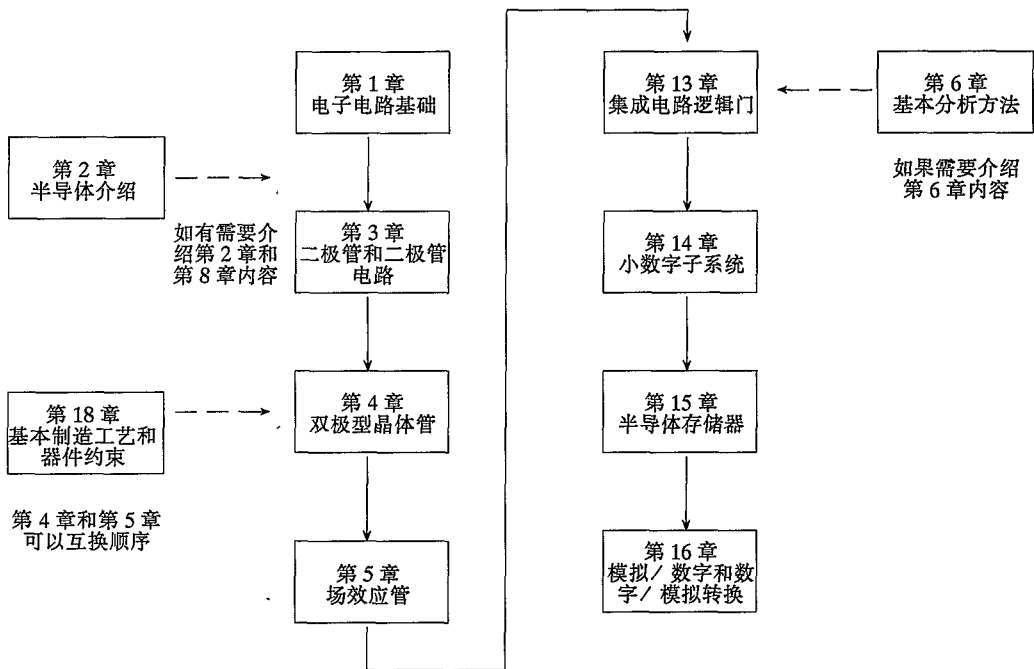 第 1 章
电子电路基础
第 2 章
半导体介绍
如有需要介
绍第 2 章和
第 8 章内容
第 3 章
二极管和二极管
电路
第 18 章
基本制造工艺和
器件约束
第 4 章
双极型晶体管
第 4 章和第 5 章
可以互换顺序
第 5 章
场效应管
第 13 章
集成电路逻辑门
第 6 章
基本分析方法
如果需要介绍
第 6 章内容
第 14 章
小数字子系统
第 15 章
半导体存储器
第 16 章
模拟/ 数字和数
字/ 模拟转换